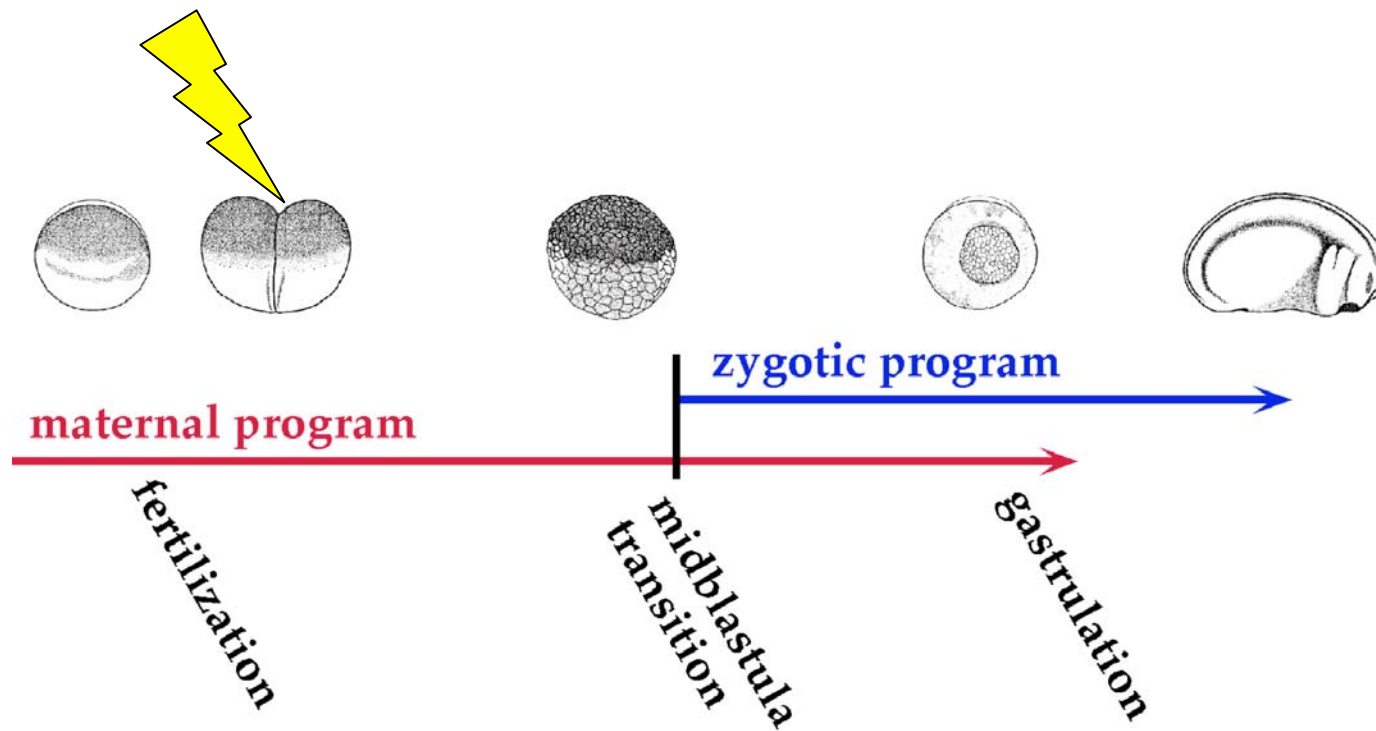 zygotic program
maternal program
fertilization
midblastula
transition
gastrulation